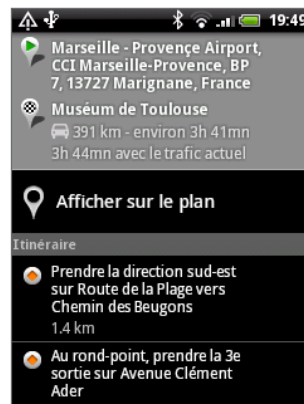 19:49
Marseille - Provençe Airport,
CCI Marseille-Provence, BP
7, 13727 Marignane, France
Muséum de Toulouse
391 km - environ 3h 41mn
3h 44mn avec le trafic actuel
Afficher sur le plan
Itinéraire
Prendre la direction sud-est
sur Route de la Plage vers
Chemin des Beugons
1.4 km
Au rond-point, prendre la 3e
sortie sur Avenue Clément
Ader